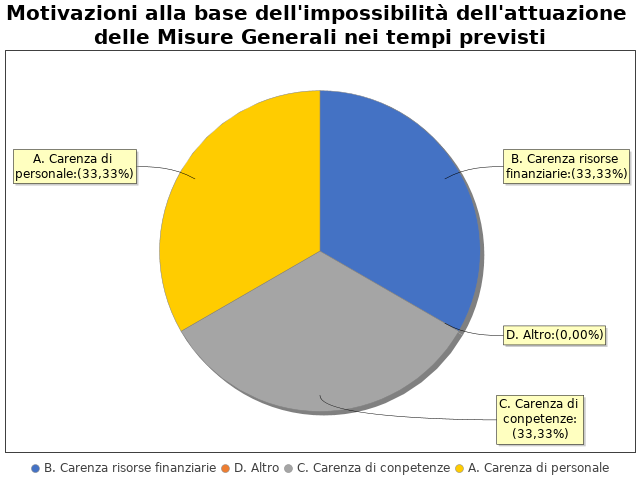 Motivazioni alla base dell'impossibilità dell'attuazione
delle Misure Generali nei tempi previsti
A. Carenza di
personale:(33,33%)
B. Carenza risorse
finanziarie:(33,33%)
D. Altro:(0,00%)
C. Carenza di
conpetenze:
(33,33%)
B. Carenza risorse finanziarie D. Altro C. Carenza di conpetenze A. Carenza di personale